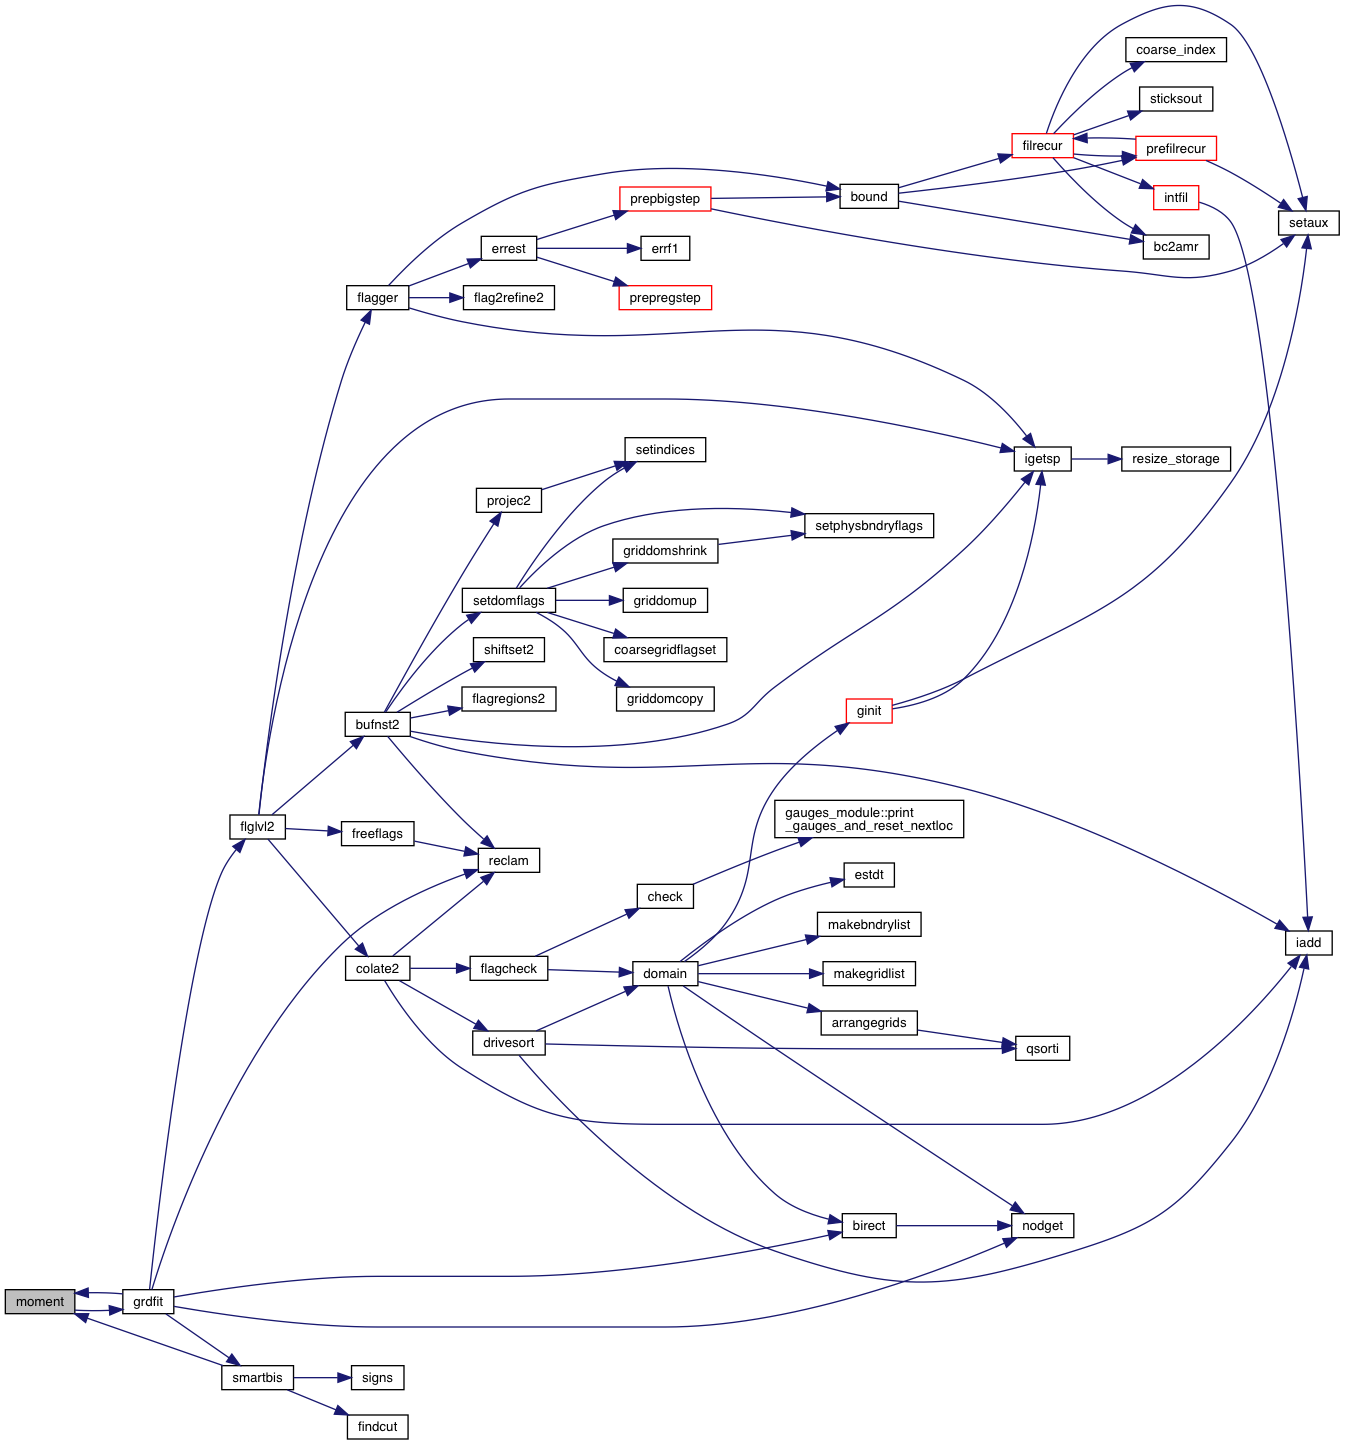 coarse_index
sticksout
filrecur
prefilrecur
prepbigstep
bound
intfil
setaux
errest
errf1
bc2amr
flagger
flag2refine2
prepregstep
setindices
igetsp
resize_storage
projec2
setphysbndryflags
griddomshrink
setdomflags
griddomup
shiftset2
coarsegridflagset
flagregions2
griddomcopy
ginit
bufnst2
gauges_module::print
_gauges_and_reset_nextloc
flglvl2
freeflags
reclam
estdt
check
makebndrylist
iadd
colate2
flagcheck
domain
makegridlist
arrangegrids
drivesort
qsorti
birect
nodget
moment
grdfit
smartbis
signs
findcut